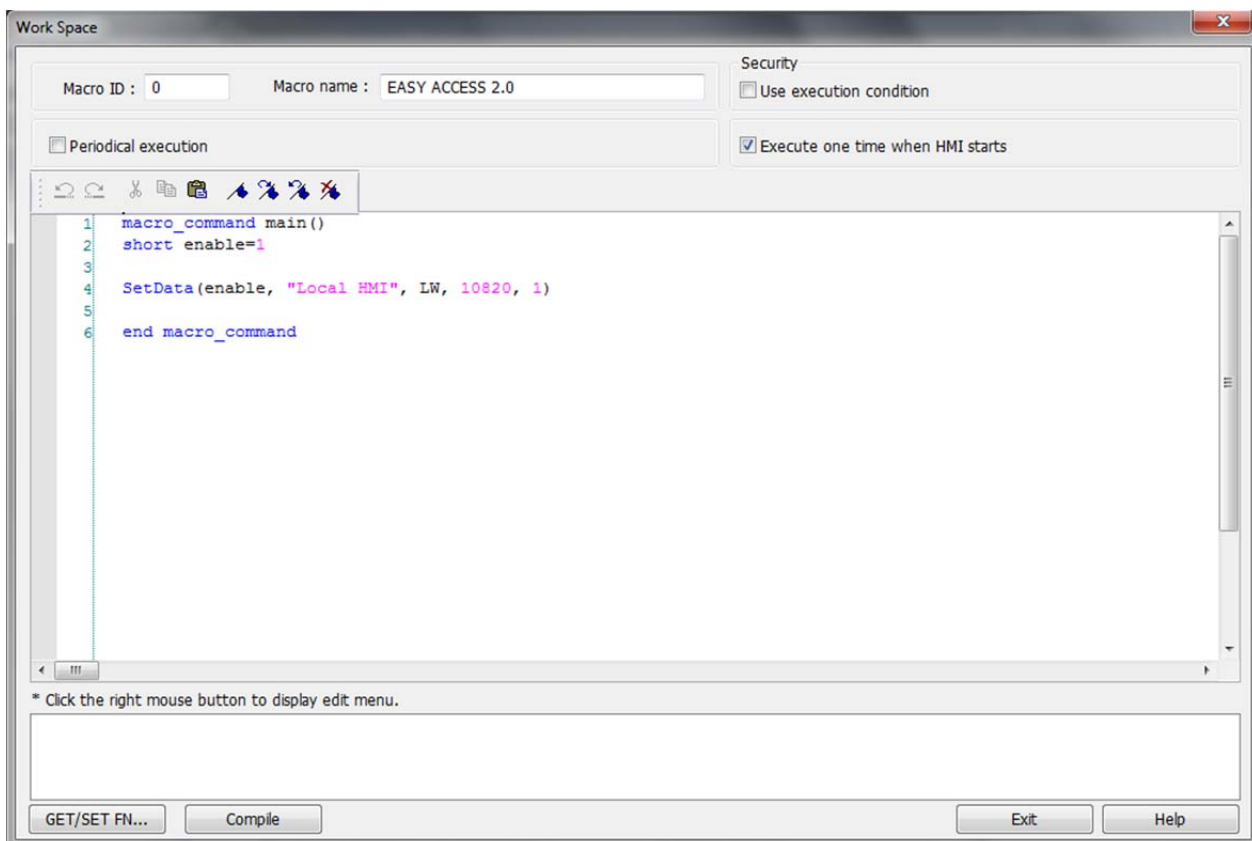 Work Space
Macro ID : 0 Macro name : EASY ACCESS 2.0
Security
Use execution condition
Periodical execution
Execute one time when HMI starts
1 macro_command main()
2 short enable=1
3
4 SetData(enable, "Local HMI", LW, 10820, 1)
5
6 end macro_command
* Click the right mouse button to display edit menu.
GET/SET FN... Compile Exit Help